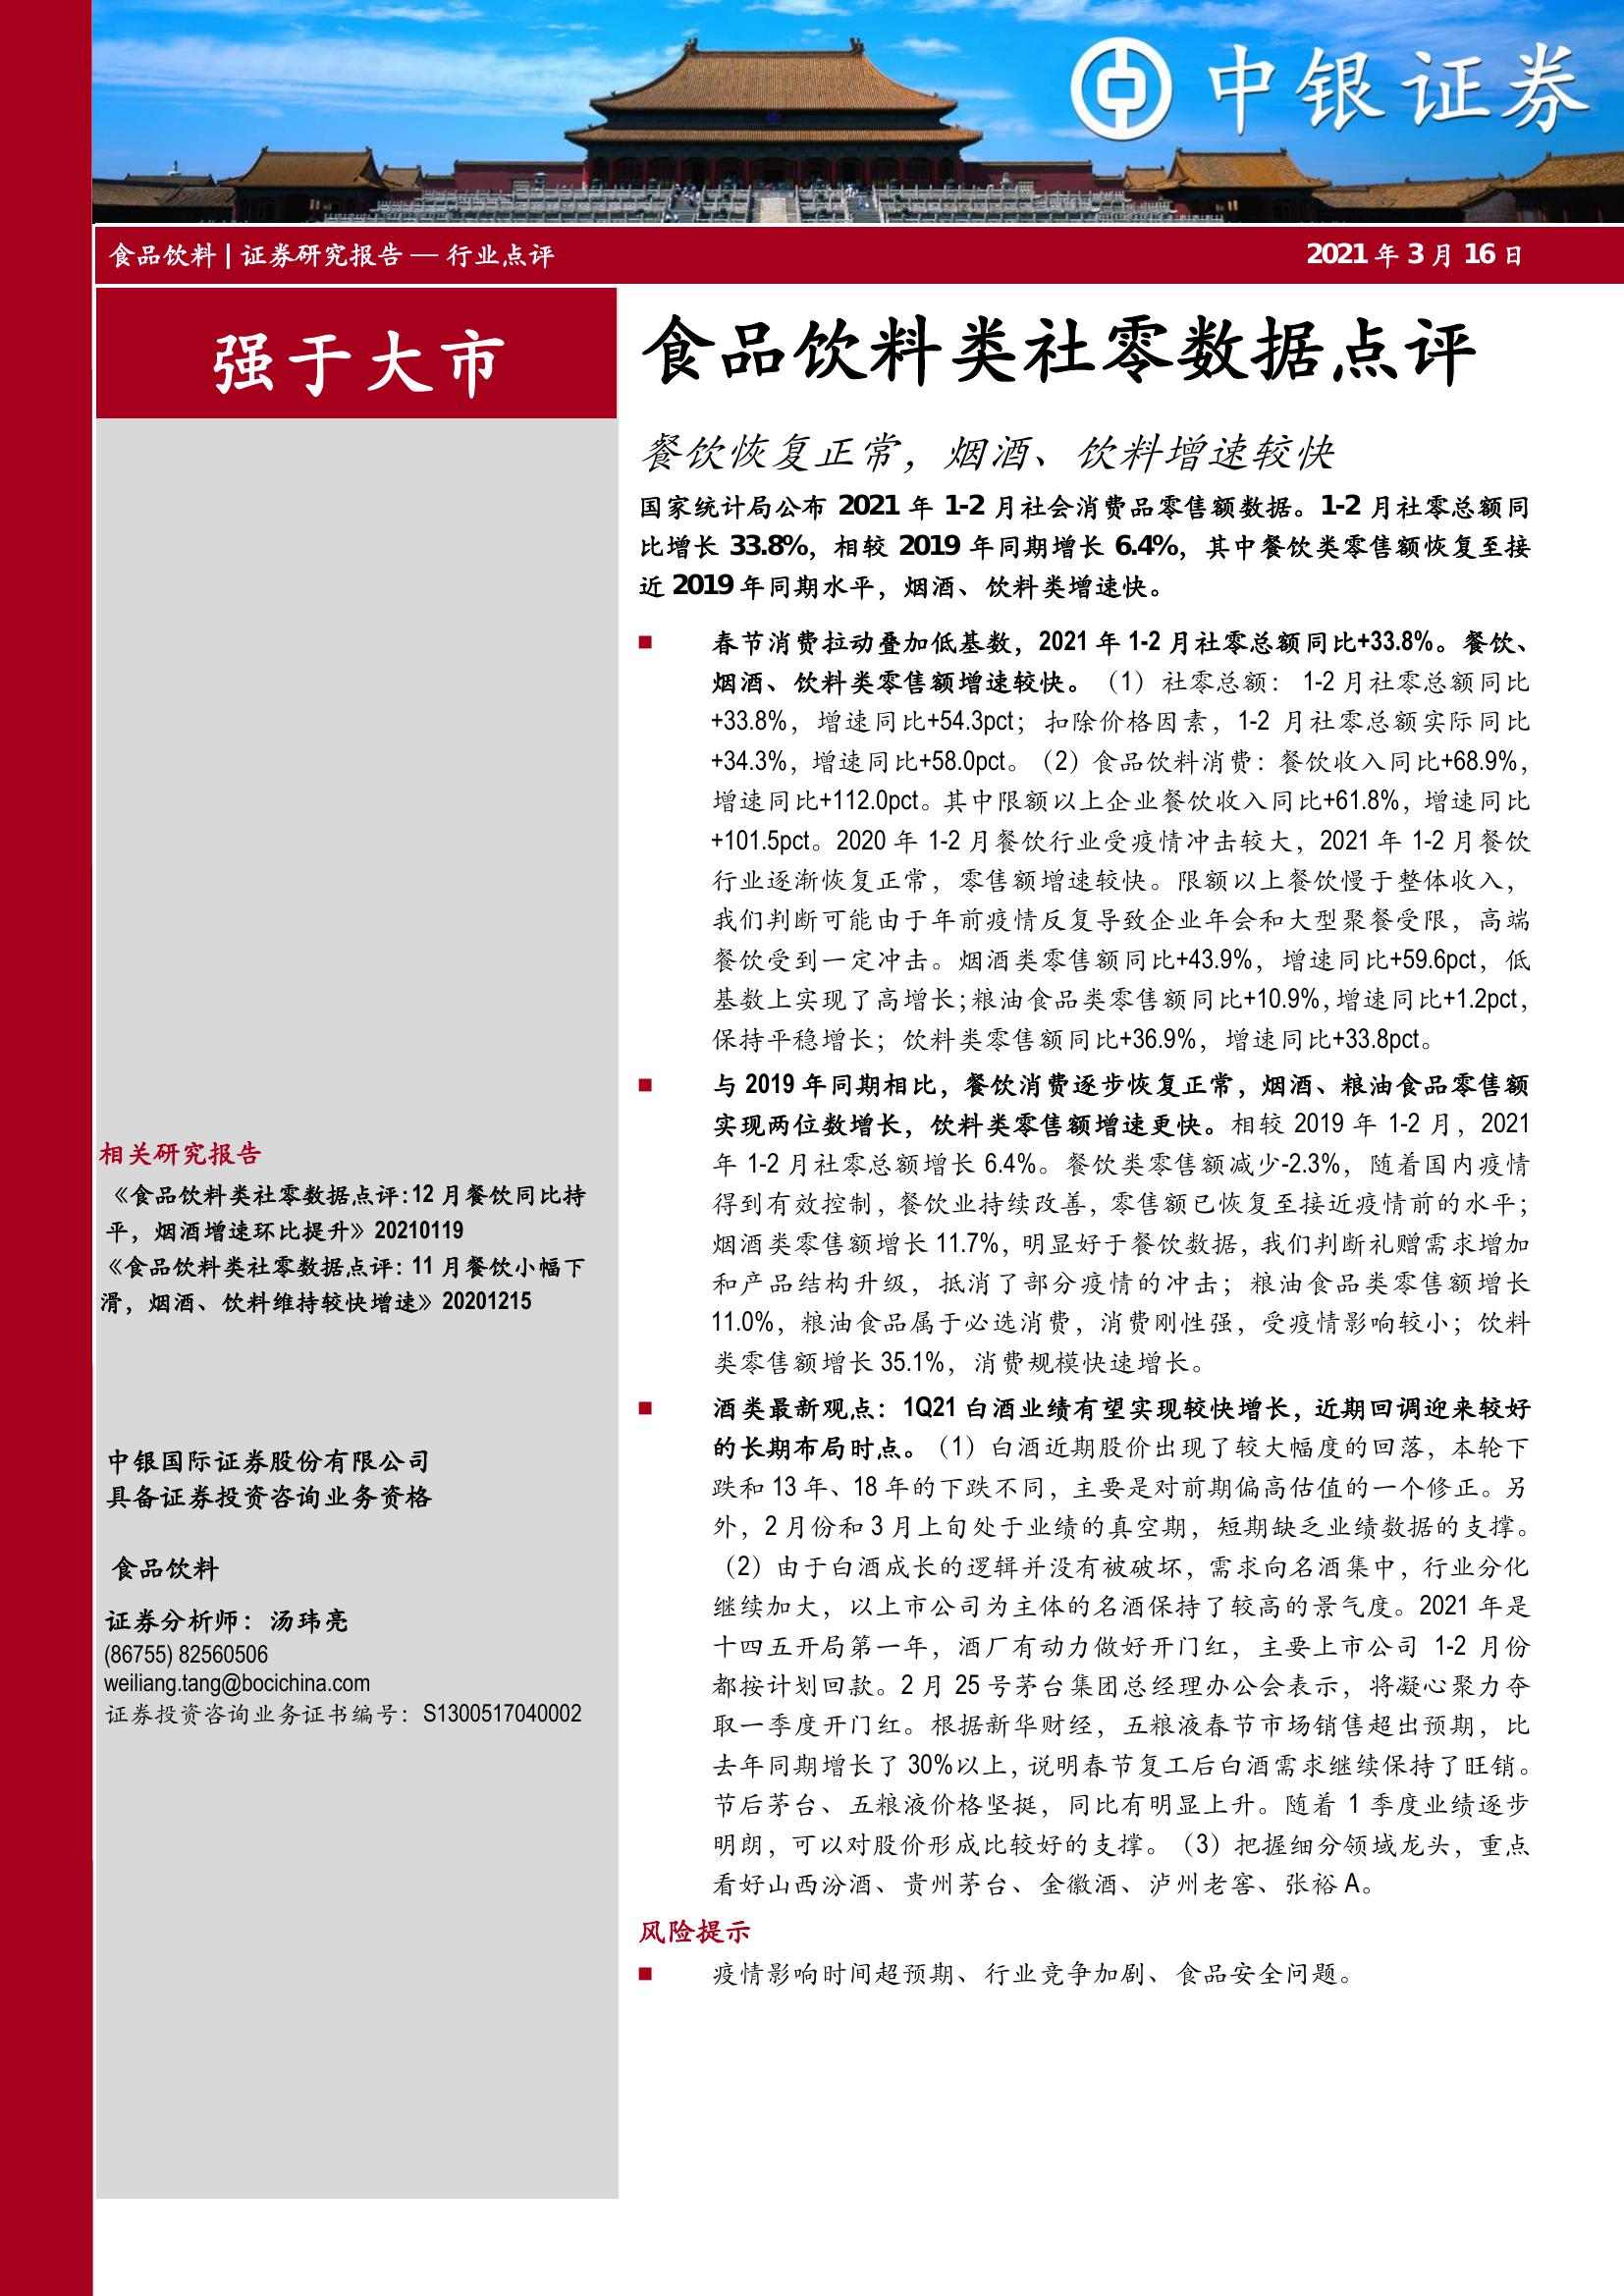 中银证券
食品饮料 | 证券研究报告 — 行业点评
2021 年 3 月 16 日
强于大市
相关研究报告
《食品饮料类社零数据点评：12 月餐饮同比持
平，烟酒增速环比提升》20210119
《食品饮料类社零数据点评：11 月餐饮小幅下
滑，烟酒、饮料维持较快增速》20201215
中银国际证券股份有限公司
具备证券投资咨询业务资格
食品饮料
证券分析师：汤玮亮
(86755) 82560506
weiliang.tang@bocichina.com
证券投资咨询业务证书编号：S1300517040002
食品饮料类社零数据点评
餐饮恢复正常，烟酒、饮料增速较快
国家统计局公布 2021 年 1-2 月社会消费品零售额数据。1-2 月社零总额同
比增长 33.8%，相较 2019 年同期增长 6.4%，其中餐饮类零售额恢复至接
近 2019 年同期水平，烟酒、饮料类增速快。
■ 春节消费拉动叠加低基数，2021 年 1-2 月社零总额同比+33.8%。餐饮、
烟酒、饮料类零售额增速较快。（1）社零总额： 1-2 月社零总额同比
+33.8%，增速同比+54.3pct；扣除价格因素，1-2 月社零总额实际同比
+34.3%，增速同比+58.0pct。（2）食品饮料消费：餐饮收入同比+68.9%，
增速同比+112.0pct。其中限额以上企业餐饮收入同比+61.8%，增速同比
+101.5pct。2020 年 1-2 月餐饮行业受疫情冲击较大，2021 年 1-2 月餐饮
行业逐渐恢复正常，零售额增速较快。限额以上餐饮慢于整体收入，
我们判断可能由于年前疫情反复导致企业年会和大型聚餐受限，高端
餐饮受到一定冲击。烟酒类零售额同比+43.9%，增速同比+59.6pct，低
基数上实现了高增长；粮油食品类零售额同比+10.9%，增速同比+1.2pct，
保持平稳增长；饮料类零售额同比+36.9%，增速同比+33.8pct。
■ 与 2019 年同期相比，餐饮消费逐步恢复正常，烟酒、粮油食品零售额
实现两位数增长，饮料类零售额增速更快。相较 2019 年 1-2 月，2021
年 1-2 月社零总额增长 6.4%。餐饮类零售额减少-2.3%，随着国内疫情
得到有效控制，餐饮业持续改善，零售额已恢复至接近疫情前的水平；
烟酒类零售额增长 11.7%，明显好于餐饮数据，我们判断礼赠需求增加
和产品结构升级，抵消了部分疫情的冲击；粮油食品类零售额增长
11.0%，粮油食品属于必选消费，消费刚性强，受疫情影响较小；饮料
类零售额增长 35.1%，消费规模快速增长。
■ 酒类最新观点：1Q21 白酒业绩有望实现较快增长，近期回调迎来较好
的长期布局时点。（1）白酒近期股价出现了较大幅度的回落，本轮下
跌和 13 年、18 年的下跌不同，主要是对前期偏高估值的一个修正。另
外，2 月份和 3 月上旬处于业绩的真空期，短期缺乏业绩数据的支撑。
（2）由于白酒成长的逻辑并没有被破坏，需求向名酒集中，行业分化
继续加大，以上市公司为主体的名酒保持了较高的景气度。2021 年是
十四五开局第一年，酒厂有动力做好开门红，主要上市公司 1-2 月份
都按计划回款。2 月 25 号茅台集团总经理办公会表示，将凝心聚力夺
取一季度开门红。根据新华财经，五粮液春节市场销售超出预期，比
去年同期增长了 30%以上，说明春节复工后白酒需求继续保持了旺销。
节后茅台、五粮液价格坚挺，同比有明显上升。随着 1 季度业绩逐步
明朗，可以对股价形成比较好的支撑。（3）把握细分领域龙头，重点
看好山西汾酒、贵州茅台、金徽酒、泸州老窖、张裕 A。
风险提示
■ 疫情影响时间超预期、行业竞争加剧、食品安全问题。